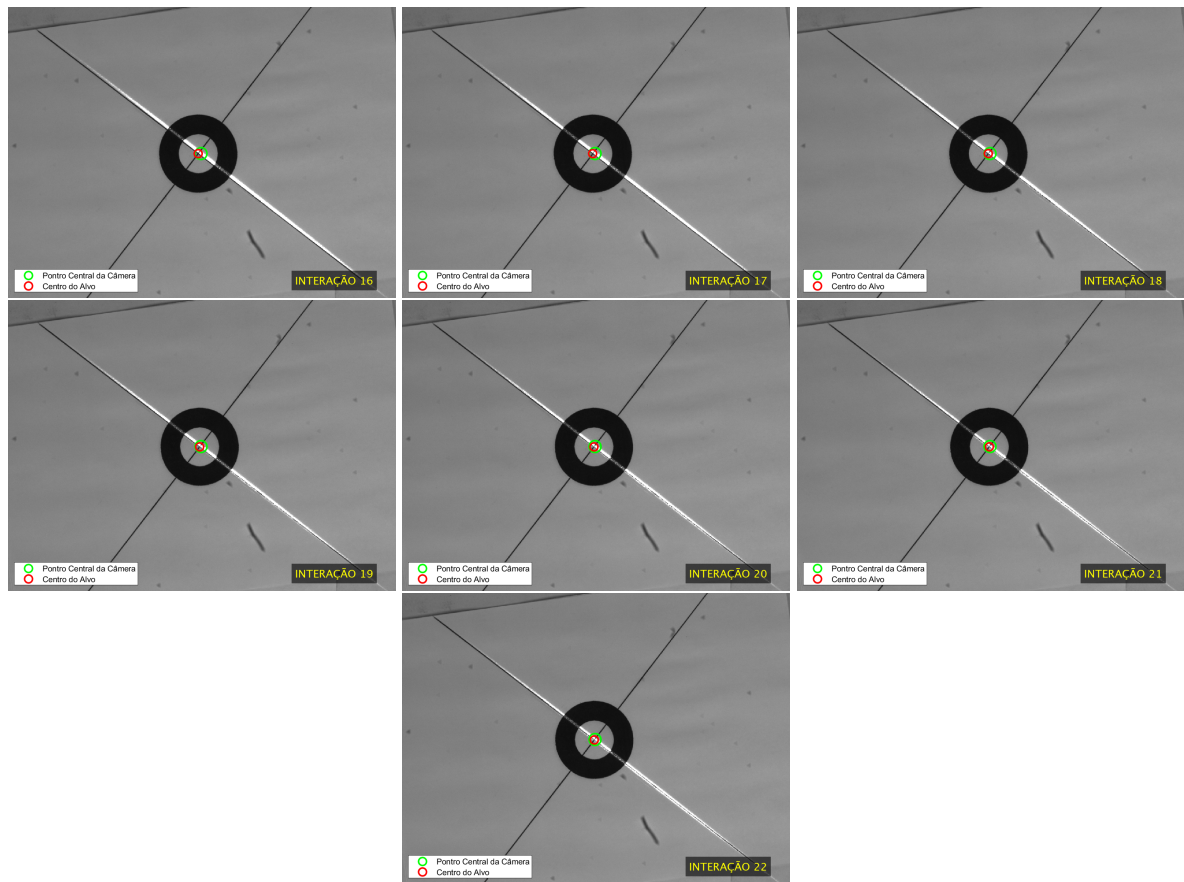 Pontro Central da Câmera
Centro do Alvo
INTERAÇÃO 16
Pontro Central da Câmera
Centro do Alvo
INTERAÇÃO 17
Pontro Central da Câmera
Centro do Alvo
INTERAÇÃO 18
Pontro Central da Câmera
Centro do Alvo
INTERAÇÃO 19
Pontro Central da Câmera
Centro do Alvo
INTERAÇÃO 20
Pontro Central da Câmera
Centro do Alvo
INTERAÇÃO 21
Pontro Central da Câmera
Centro do Alvo
INTERAÇÃO 22